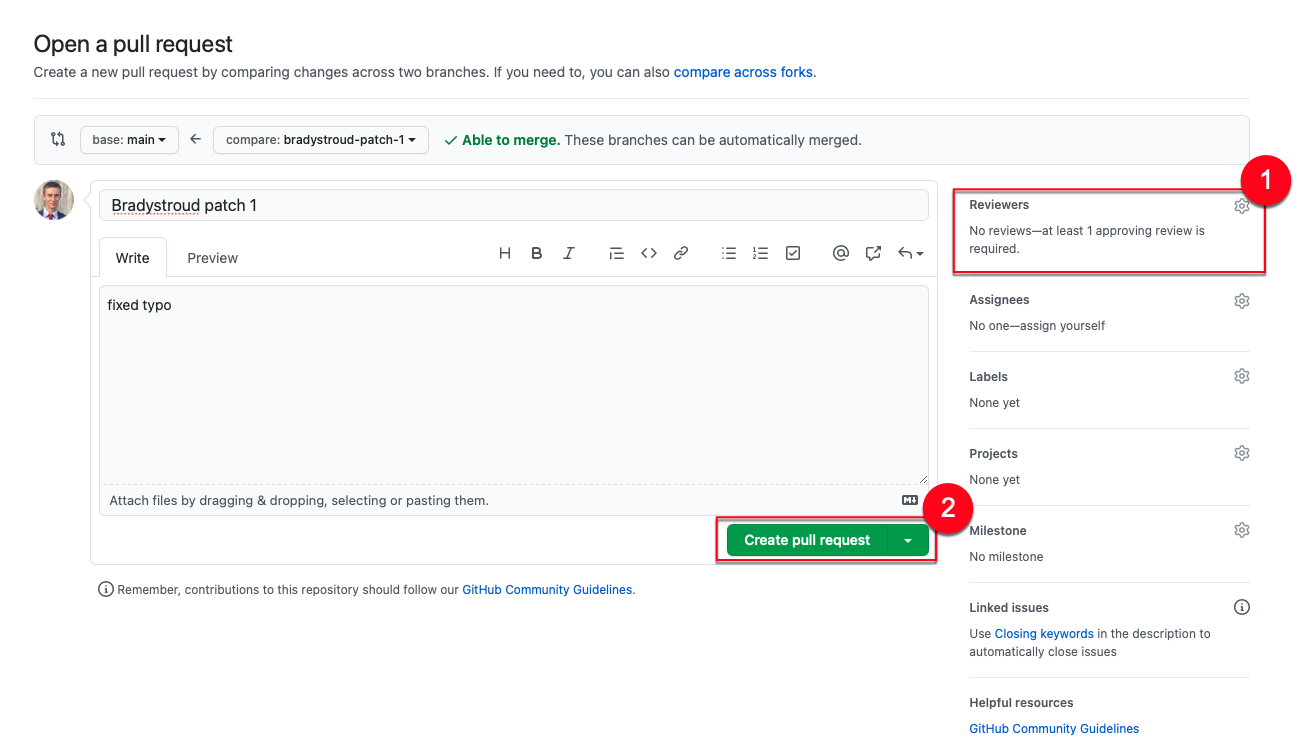 Open a pull request
Create a new pull request by comparing changes across two branches. If you need to, you can also compare across forks.
base: main
compare: bradystroud-patch-1
Able to merge. These branches can be automatically merged.
Bradystroud patch 1
Write
Preview
fixed typo
Attach files by dragging & dropping, selecting or pasting them.
Create pull request
2
Remember, contributions to this repository should follow our GitHub Community Guidelines.
1
Reviewers
No reviews—at least 1 approving review is
required.
Assignees
No one—assign yourself
Labels
None yet
Projects
None yet
Milestone
No milestone
Linked issues
Use Closing keywords in the description to
automatically close issues
Helpful resources
GitHub Community Guidelines